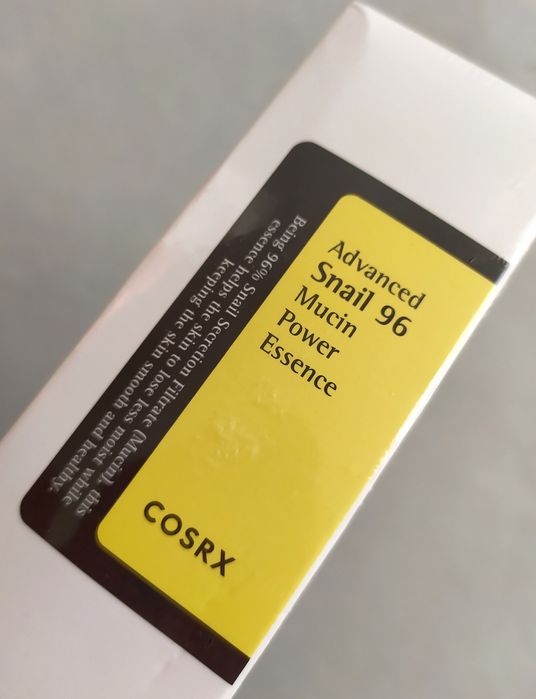 Advanced
Snail 96
Mucin
Power
Essence
COSRX
Being 96% Snail Secretion Filtrate (Mucin), this
essence helps the skin to lose less moist while
keeping the skin smooth and healthy.